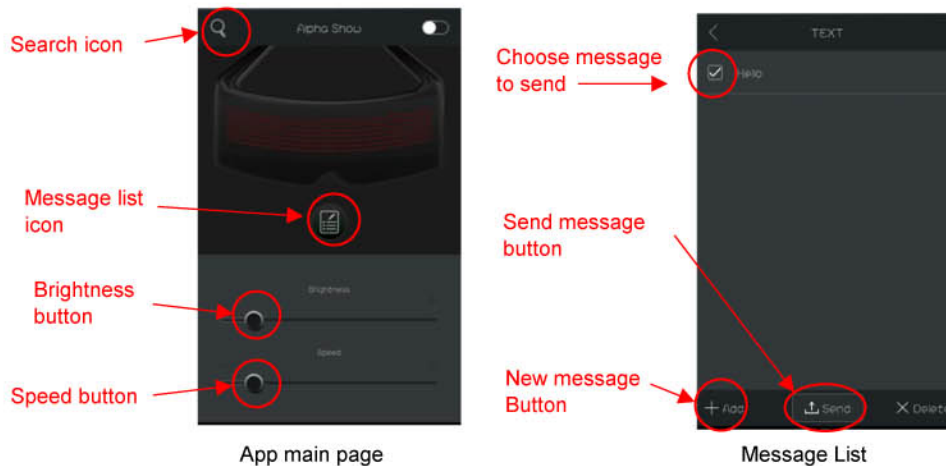 Search icon
Alpha Show
Message list
icon
Brightness
Brightness
button
Speed
Speed button
App main page
TEXT
Choose message
to send
Hello
Send message
button
New message
Button
Add
Send
Delete
Message List